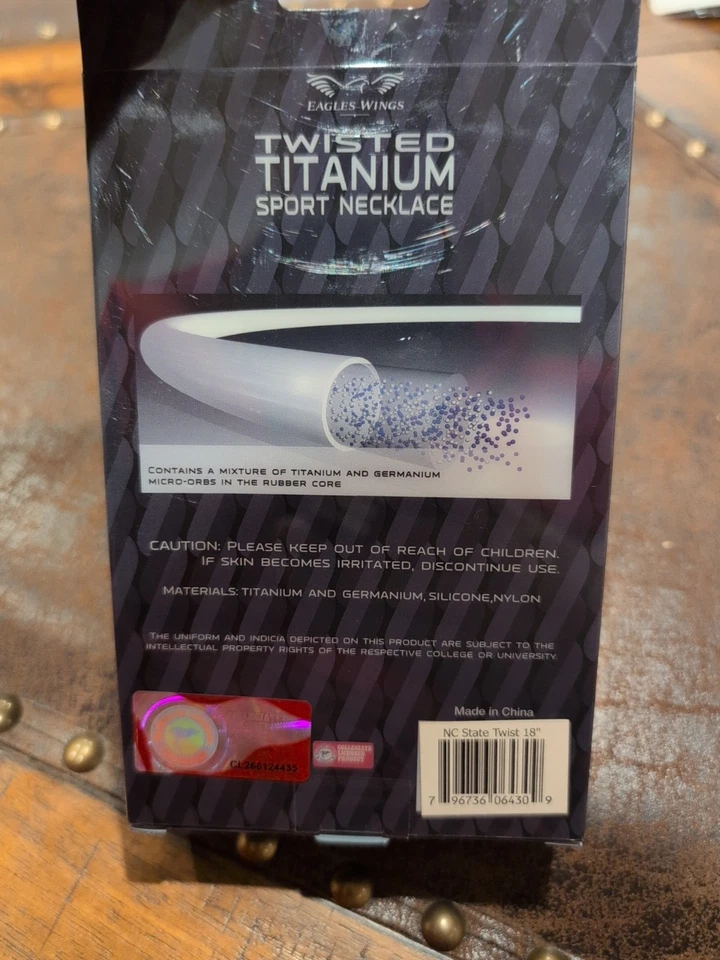 EAGLES WINGS
TWISTED
TITANIUM
SPORT NECKLACE
CONTAINS A MIXTURE OF TITANIUM AND GERMANIUM
MICRO-ORBS IN THE RUBBER CORE
CAUTION: PLEASE KEEP OUT OF REACH OF CHILDREN.
IF SKIN BECOMES IRRITATED, DISCONTINUE USE.
MATERIALS: TITANIUM AND GERMANIUM, SILICONE,NYLON
THE UNIFORM AND INDICIA DEPICTED ON THIS PRODUCT ARE SUBJECT TO THE
INTELLECTUAL PROPERTY RIGHTS OF THE RESPECTIVE COLLEGE OR UNIVERSITY.
Made in China
NC State Twist 18"
7 96736 06430 9
COLLEGIATE
LICENSED
PRODUCT